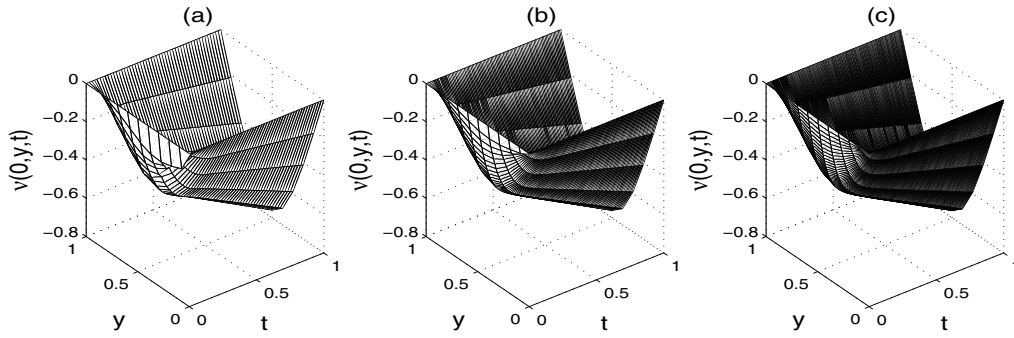 (a) (b) (c)
0 0 0
−0.2 −0.2 −0.2
−0.4 −0.4 −0.4
−0.6 −0.6 −0.6
−0.8 −0.8 −0.8
ν(0,y,t) ν(0,y,t) ν(0,y,t)
1 1 1 1 1
0.5 0.5 0.5 0.5 0.5 0.5
0 0 0 0 0 0
y t y t y t